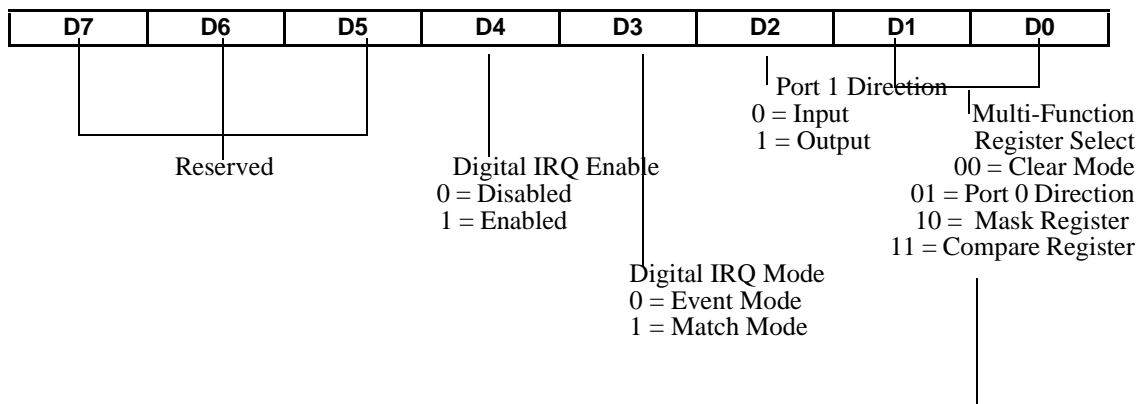 D7 D6 D5 D4 D3 D2 D1 D0
Port 1 Direction
0 = Input
1 = Output
Multi-Function
Register Select
00 = Clear Mode
01 = Port 0 Direction
10 = Mask Register
11 = Compare Register
Reserved
Digital IRQ Enable
0 = Disabled
1 = Enabled
Digital IRQ Mode
0 = Event Mode
1 = Match Mode